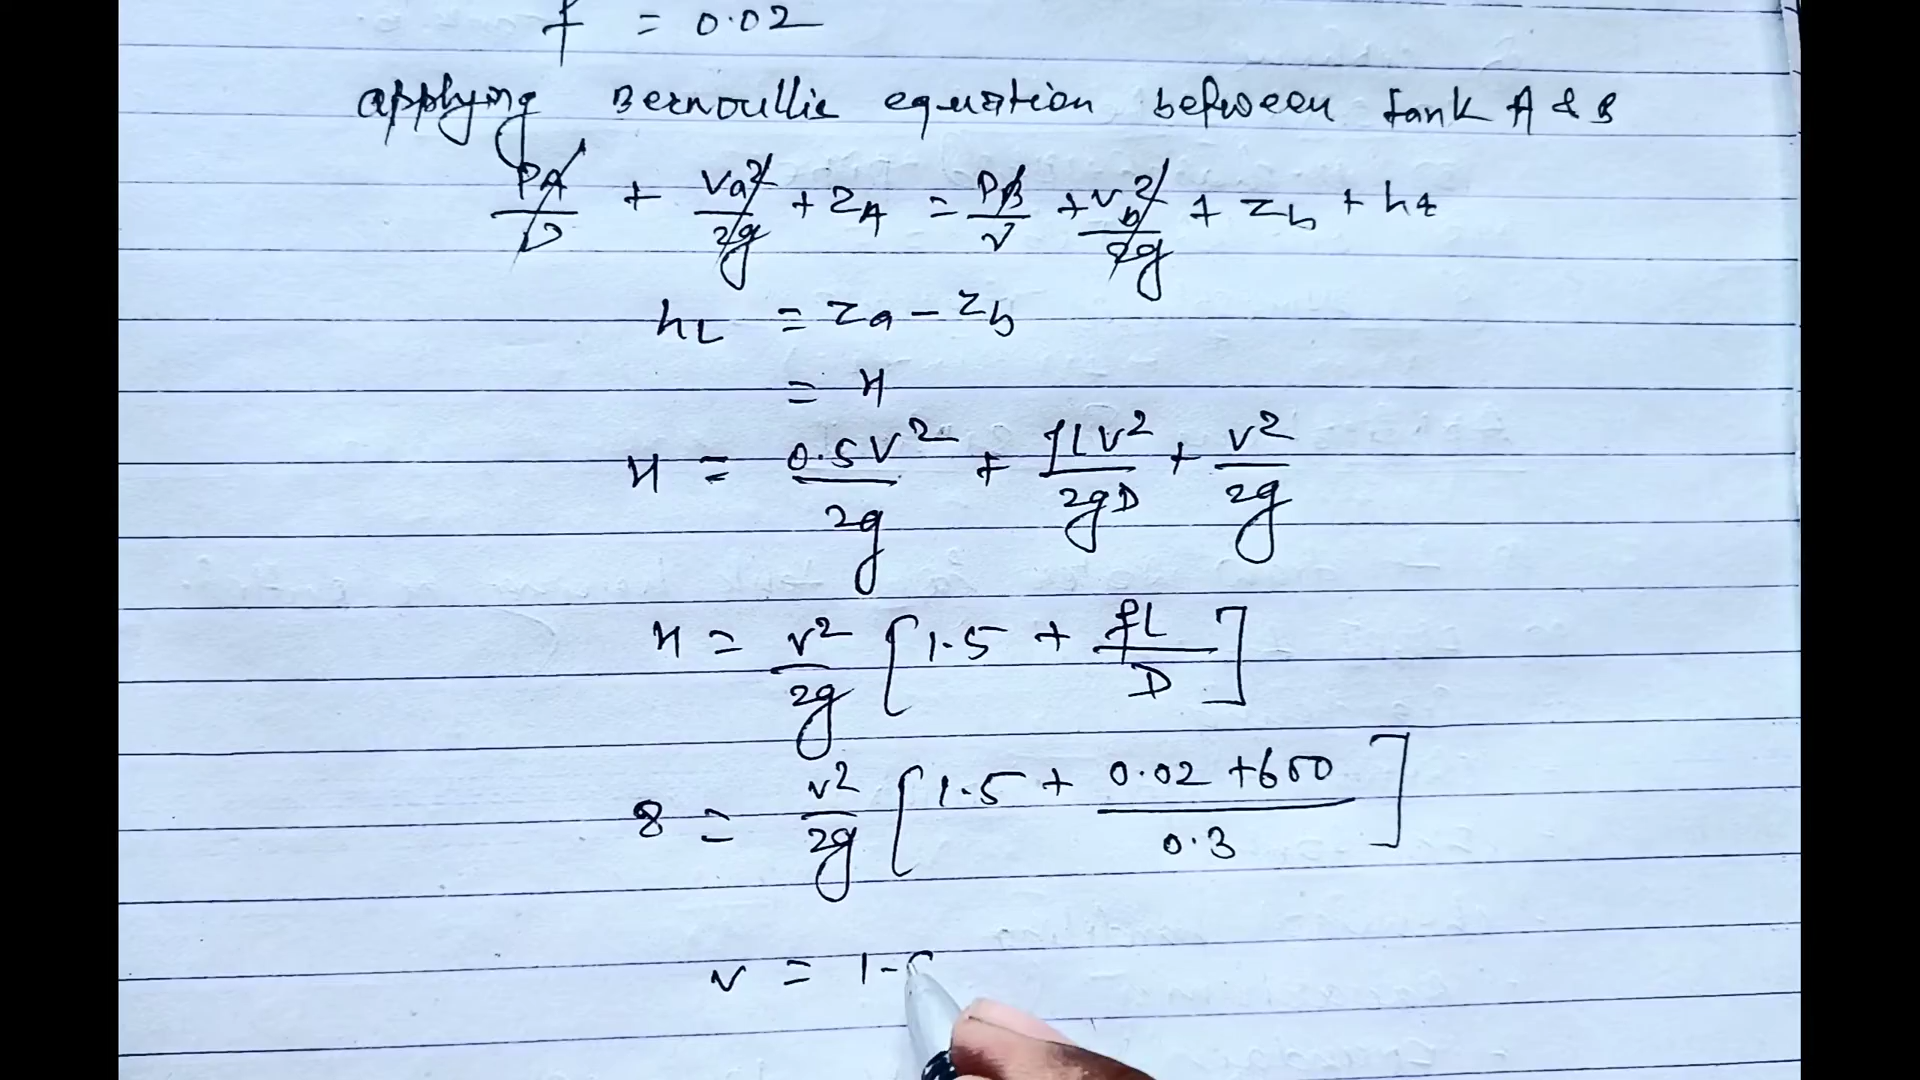 f = 0.02
applying Bernoullie equation between tank A & B
PA/ν + Va²/2g + ZA = PB/ν + Vb²/2g + Zb + hL
hL = Za - Zb
= H
H = 0.5V²/2g + fLV²/2gD + V²/2g
H = V²/2g [1.5 + fL/D]
8 = V²/2g [1.5 + 0.02 + 600/0.3]
V = 1.